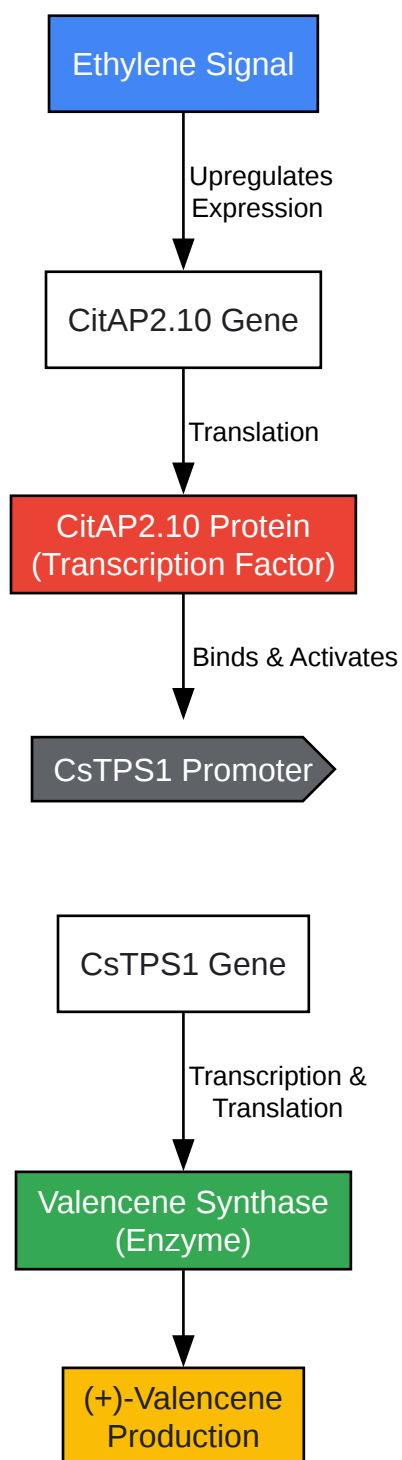 Ethylene Signal
Upregulates
Expression
CitAP2.10 Gene
Translation
CitAP2.10 Protein
(Transcription Factor)
Binds & Activates
CsTPS1 Promoter
CsTPS1 Gene
Transcription &
Translation
Valencene Synthase
(Enzyme)
(+)-Valencene
Production